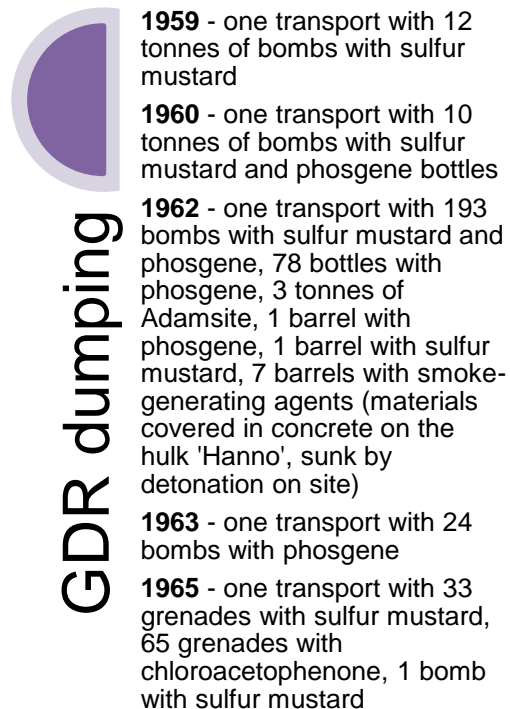 GDR dumping
1959 - one transport with 12
tonnes of bombs with sulfur
mustard
1960 - one transport with 10
tonnes of bombs with sulfur
mustard and phosgene bottles
1962 - one transport with 193
bombs with sulfur mustard and
phosgene, 78 bottles with
phosgene, 3 tonnes of
Adamsite, 1 barrel with
phosgene, 1 barrel with sulfur
mustard, 7 barrels with smoke-
generating agents (materials
covered in concrete on the
hulk 'Hanno', sunk by
detonation on site)
1963 - one transport with 24
bombs with phosgene
1965 - one transport with 33
grenades with sulfur mustard,
65 grenades with
chloroacetophenone, 1 bomb
with sulfur mustard